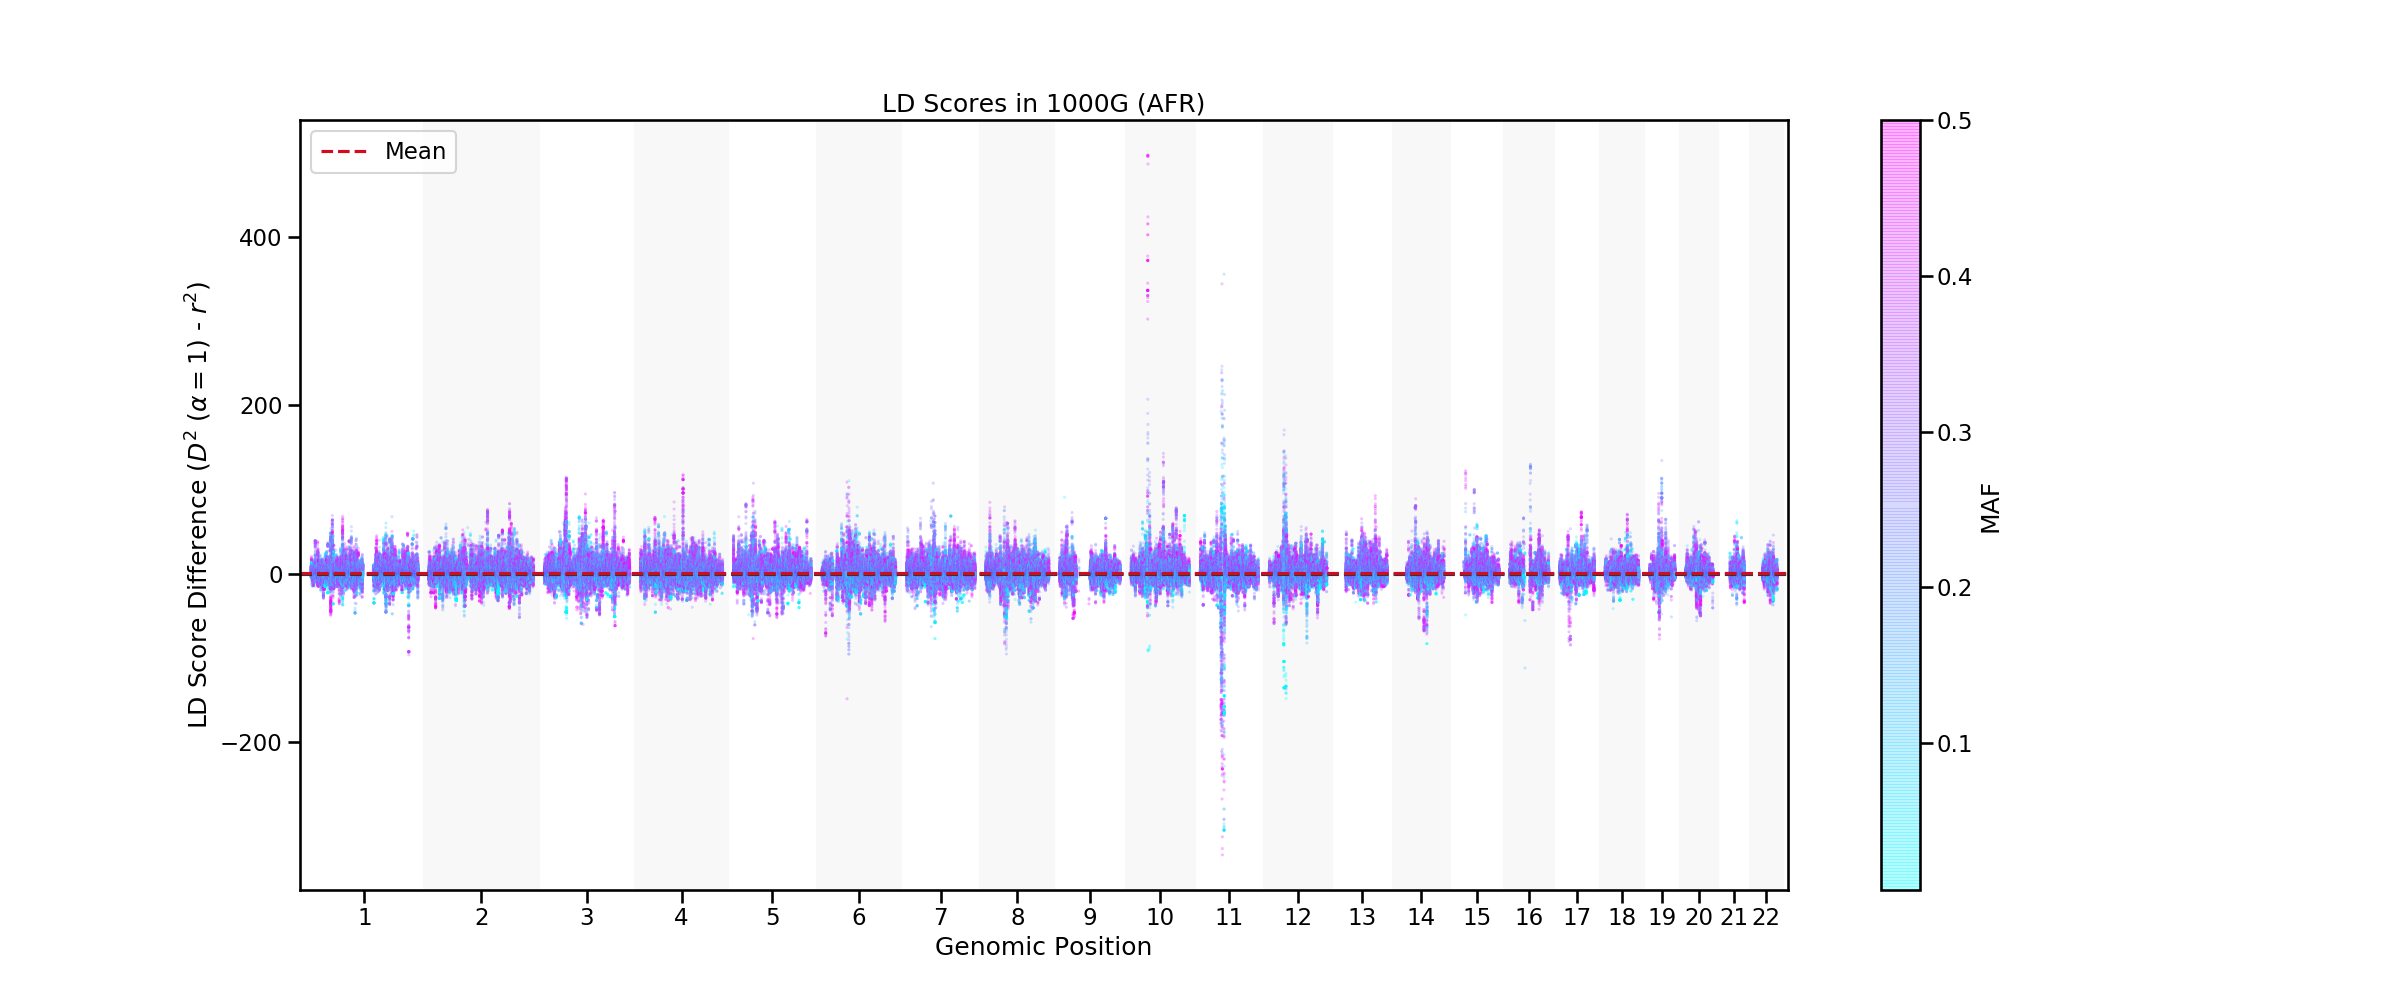 LD Scores in 1000G (AFR)
Mean
LD Score Difference (D² (α = 1) - r²)
400
200
0
−200
1 2 3 4 5 6 7 8 9 10 11 12 13 14 15 16 17 18 19 20 21 22
Genomic Position
0.5
0.4
0.3
0.2
0.1
MAF